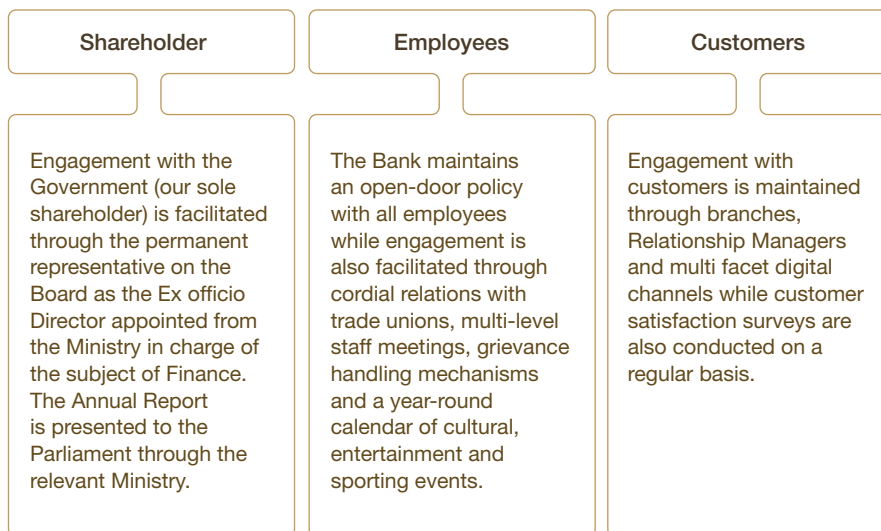 Shareholder
Engagement with the
Government (our sole
shareholder) is facilitated
through the permanent
representative on the
Board as the Ex officio
Director appointed from
the Ministry in charge of
the subject of Finance.
The Annual Report
is presented to the
Parliament through the
relevant Ministry.
Employees
The Bank maintains
an open-door policy
with all employees
while engagement is
also facilitated through
cordial relations with
trade unions, multi-level
staff meetings, grievance
handling mechanisms
and a year-round
calendar of cultural,
entertainment and
sporting events.
Customers
Engagement with
customers is maintained
through branches,
Relationship Managers
and multi facet digital
channels while customer
satisfaction surveys are
also conducted on a
regular basis.